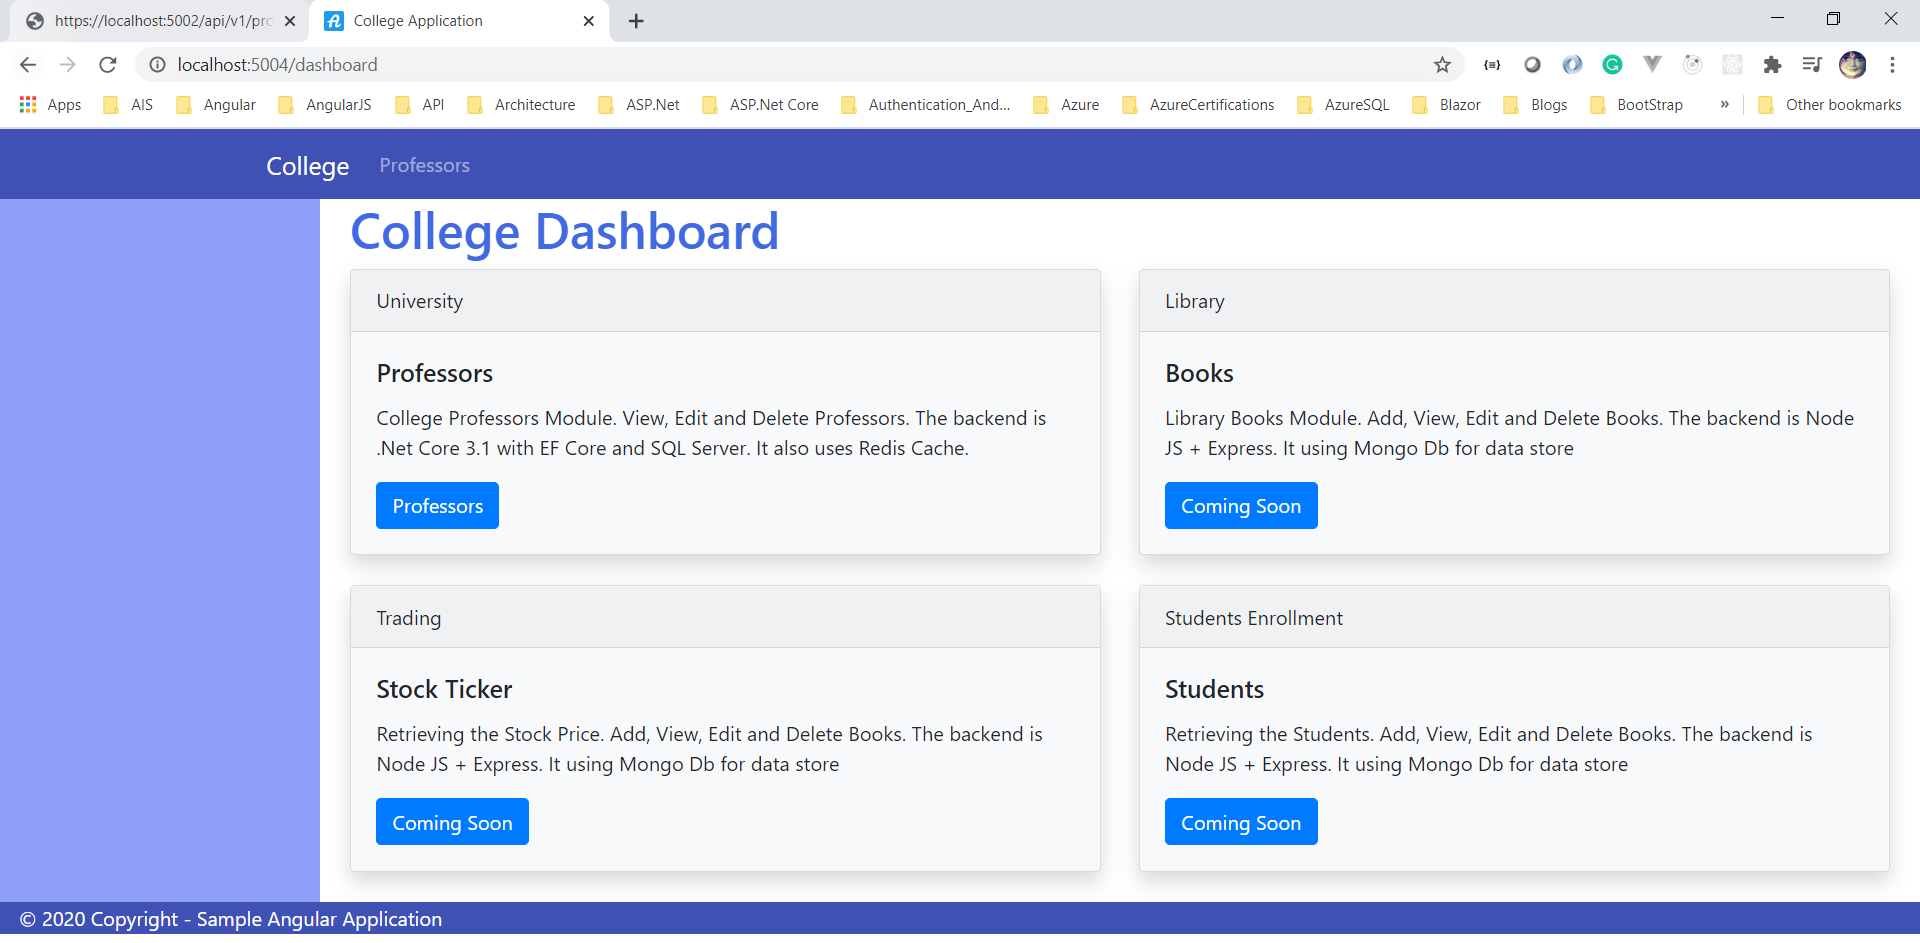 https://localhost:5002/api/v1/pro
College Application
localhost:5004/dashboard
Apps AIS Angular AngularJS API Architecture ASP.Net ASP.Net Core Authentication_And... Azure AzureCertifications AzureSQL Blazor Blogs BootStrap » Other bookmarks
College Professors
College Dashboard
University
Professors
College Professors Module. View, Edit and Delete Professors. The backend is
.Net Core 3.1 with EF Core and SQL Server. It also uses Redis Cache.
Professors
Library
Books
Library Books Module. Add, View, Edit and Delete Books. The backend is Node
JS + Express. It using Mongo Db for data store
Coming Soon
Trading
Stock Ticker
Retrieving the Stock Price. Add, View, Edit and Delete Books. The backend is
Node JS + Express. It using Mongo Db for data store
Coming Soon
Students Enrollment
Students
Retrieving the Students. Add, View, Edit and Delete Books. The backend is
Node JS + Express. It using Mongo Db for data store
Coming Soon
© 2020 Copyright - Sample Angular Application